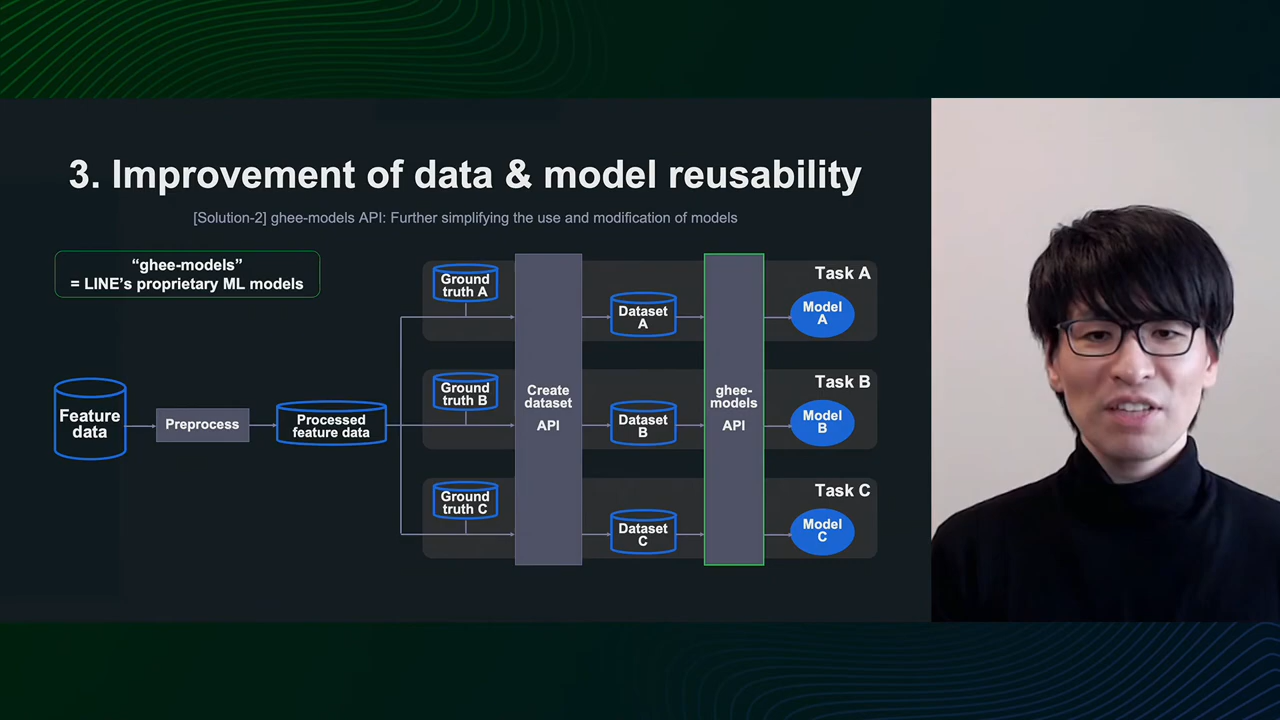 3. Improvement of data & model reusability
[Solution-2] ghee-models API: Further simplifying the use and modification of models
“ghee-models”
= LINE’s proprietary ML models
Feature
data
Preprocess
Processed
feature data
Ground
truth A
Ground
truth B
Ground
truth C
Create
dataset
API
Dataset
A
Dataset
B
Dataset
C
ghee-
models
API
Task A
Model
A
Task B
Model
B
Task C
Model
C